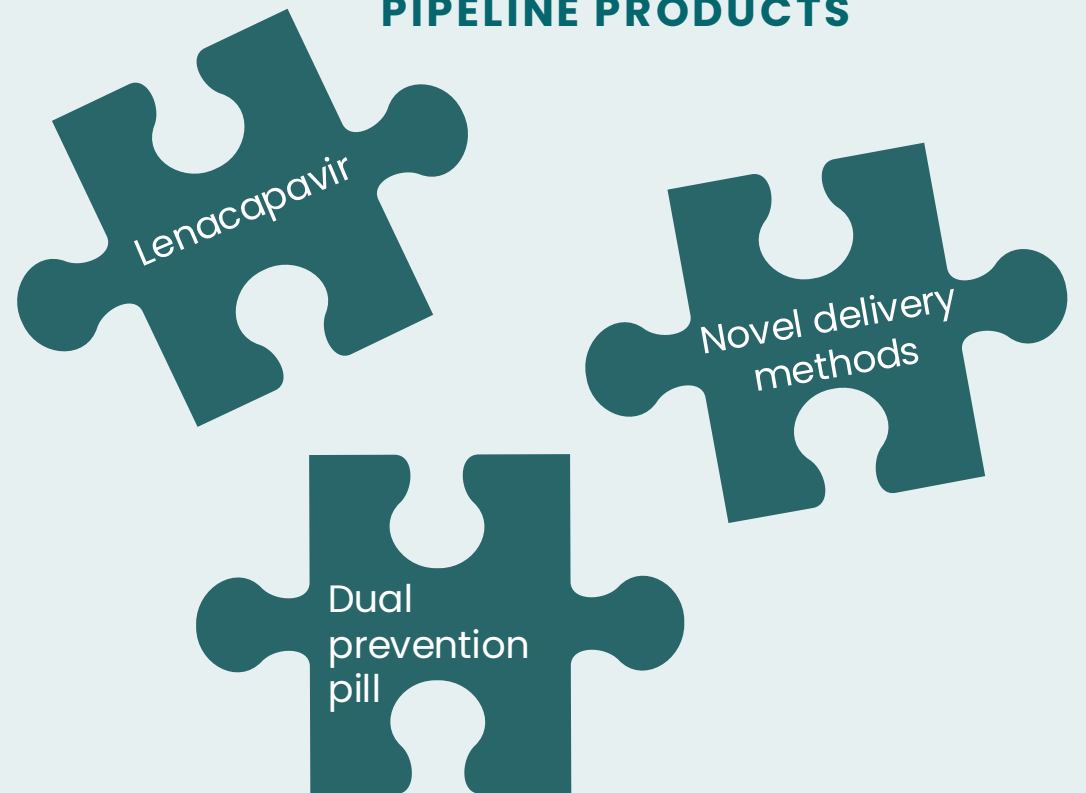 PIPELINE PRODUCTS
Lenacapavir
Novel delivery
methods
Dual
prevention
pill